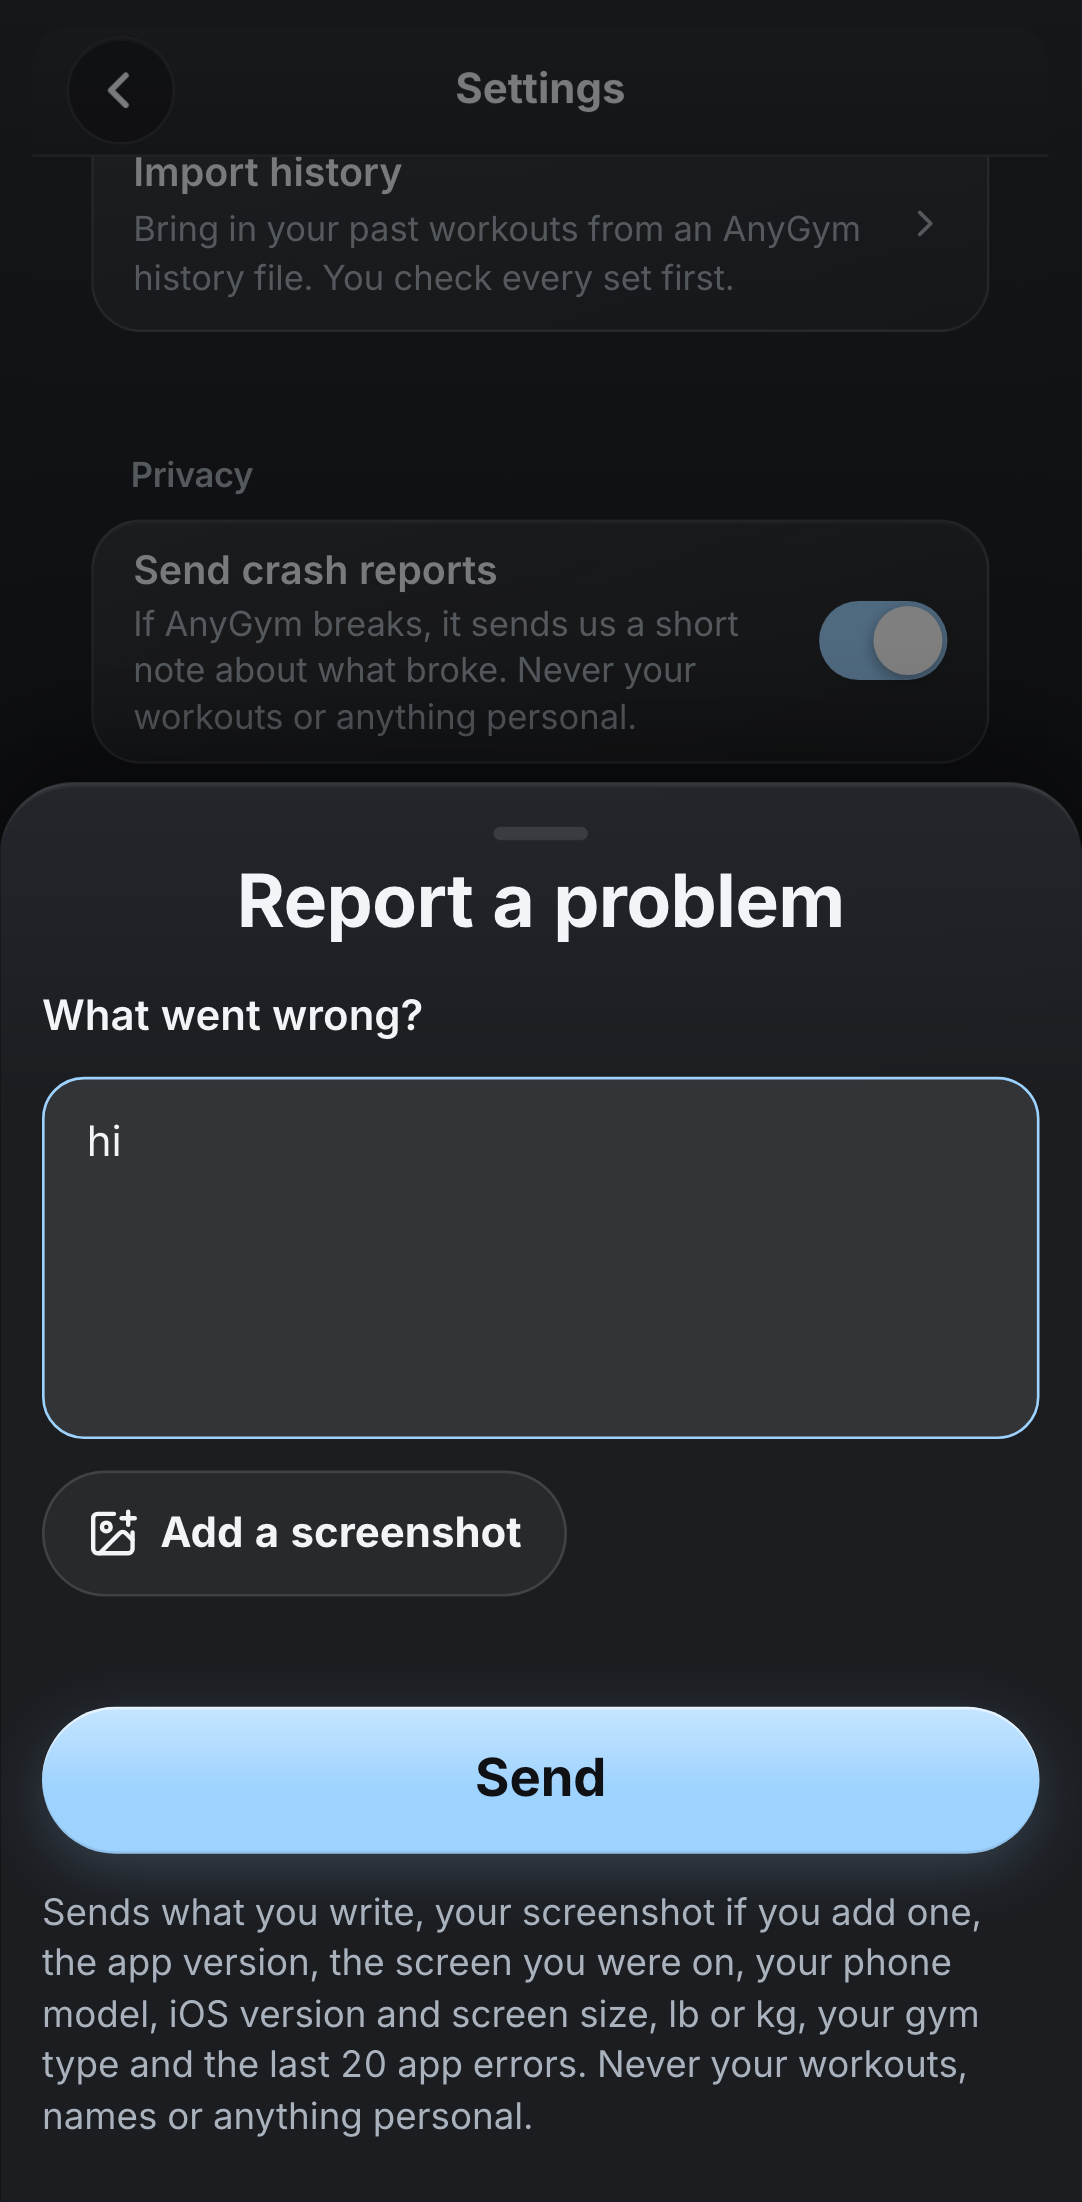 Settings
Import history
Bring in your past workouts from an AnyGym
history file. You check every set first.
Privacy
Send crash reports
If AnyGym breaks, it sends us a short
note about what broke. Never your
workouts or anything personal.
Report a problem
What went wrong?
hi
Add a screenshot
Send
Sends what you write, your screenshot if you add one,
the app version, the screen you were on, your phone
model, iOS version and screen size, lb or kg, your gym
type and the last 20 app errors. Never your workouts,
names or anything personal.